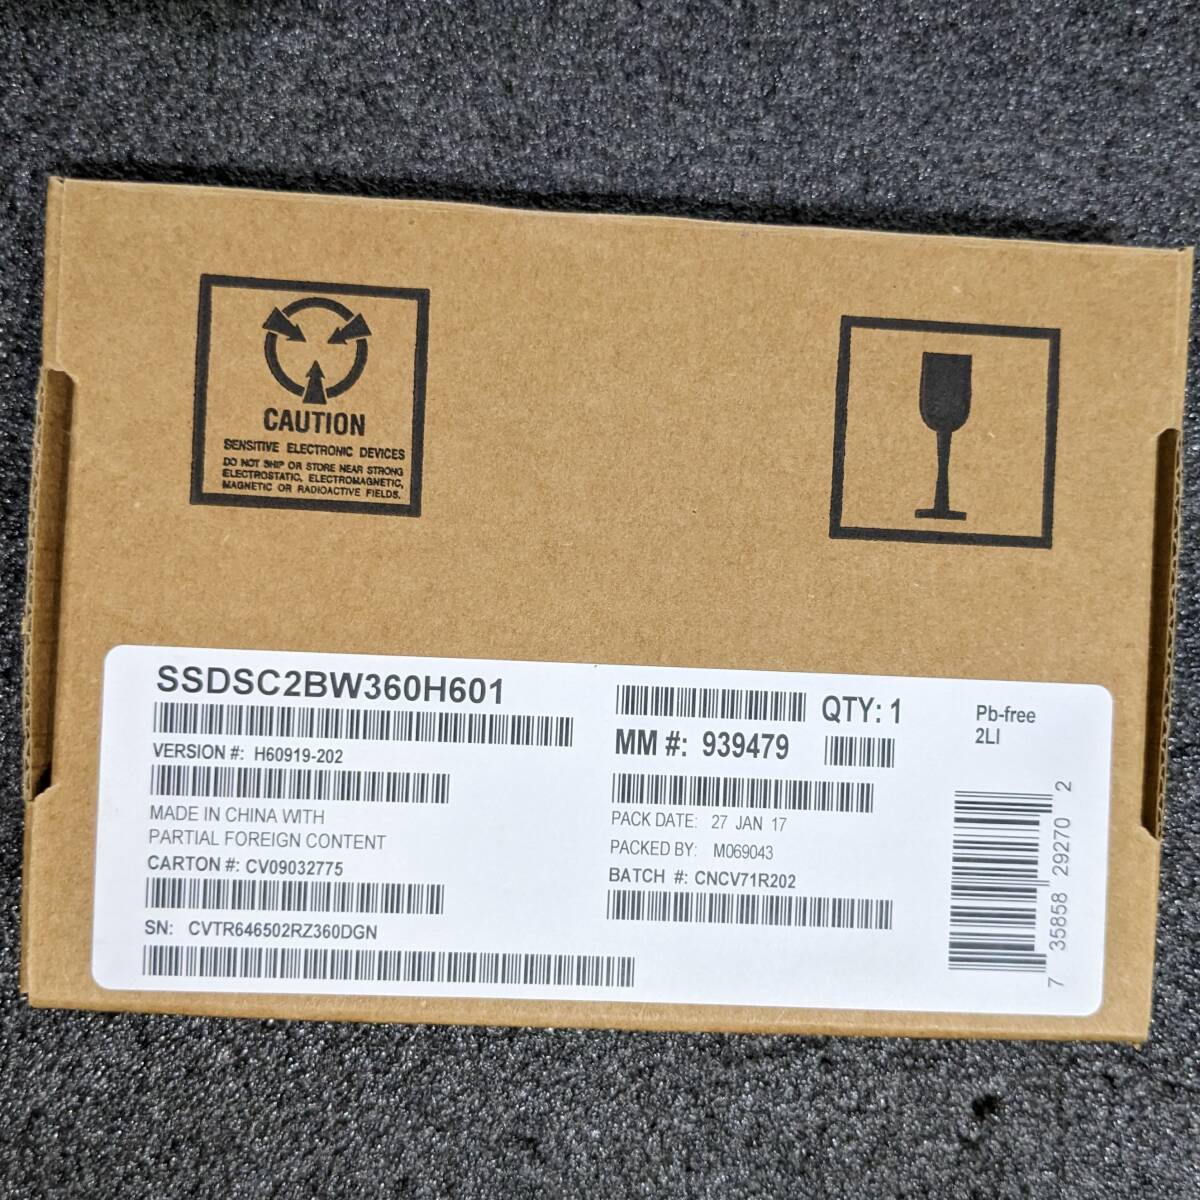 CAUTION
SENSITIVE ELECTRONIC DEVICES
DO NOT SHIP OR STORE NEAR STRONG
ELECTROSTATIC, ELECTROMAGNETIC,
MAGNETIC OR RADIOACTIVE FIELDS.
SSDSC2BW360H601
VERSION #: H60919-202
MADE IN CHINA WITH
PARTIAL FOREIGN CONTENT
CARTON #: CV09032775
SN: CVTR646502RZ360DGN
QTY: 1
MM #: 939479
PACK DATE: 27 JAN 17
PACKED BY: M069043
BATCH #: CNCV71R202
Pb-free
2LI
7 35858 29270 2